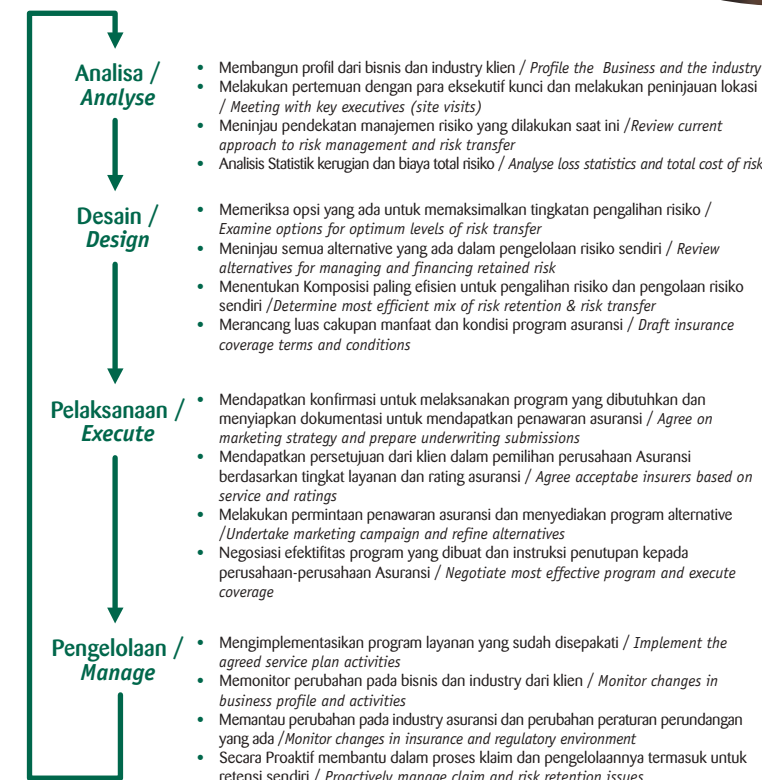 Analisa /
Analyse
• Membangun profil dari bisnis dan industry klien / Profile the Business and the industry
• Melakukan pertemuan dengan para eksekutif kunci dan melakukan peninjauan lokasi
/ Meeting with key executives (site visits)
• Meninjau pendekatan manajemen risiko yang dilakukan saat ini /Review current
approach to risk management and risk transfer
• Analisis Statistik kerugian dan biaya total risiko / Analyse loss statistics and total cost of risk
Desain /
Design
• Memeriksa opsi yang ada untuk memaksimalkan tingkatan pengalihan risiko /
Examine options for optimum levels of risk transfer
• Meninjau semua alternative yang ada dalam pengelolaan risiko sendiri / Review
alternatives for managing and financing retained risk
• Menentukan Komposisi paling efisien untuk pengalihan risiko dan pengolaan risiko
sendiri /Determine most efficient mix of risk retention & risk transfer
• Merancang luas cakupan manfaat dan kondisi program asuransi / Draft insurance
coverage terms and conditions
Pelaksanaan /
Execute
• Mendapatkan konfirmasi untuk melaksanakan program yang dibutuhkan dan
menyiapkan dokumentasi untuk mendapatkan penawaran asuransi / Agree on
marketing strategy and prepare underwriting submissions
• Mendapatkan persetujuan dari klien dalam pemilihan perusahaan Asuransi
berdasarkan tingkat layanan dan rating asuransi / Agree acceptabe insurers based on
service and ratings
• Melakukan permintaan penawaran asuransi dan menyediakan program alternative
/Undertake marketing campaign and refine alternatives
• Negosiasi efektifitas program yang dibuat dan instruksi penutupan kepada
perusahaan-perusahaan Asuransi / Negotiate most effective program and execute
coverage
Pengelolaan /
Manage
• Mengimplementasikan program layanan yang sudah disepakati / Implement the
agreed service plan activities
• Memonitor perubahan pada bisnis dan industry dari klien / Monitor changes in
business profile and activities
• Memantau perubahan pada industry asuransi dan perubahan peraturan perundangan
yang ada /Monitor changes in insurance and regulatory environment
• Secara Proaktif membantu dalam proses klaim dan pengelolaannya termasuk untuk
retensi sendiri / Proactively manage claim and risk retention issues